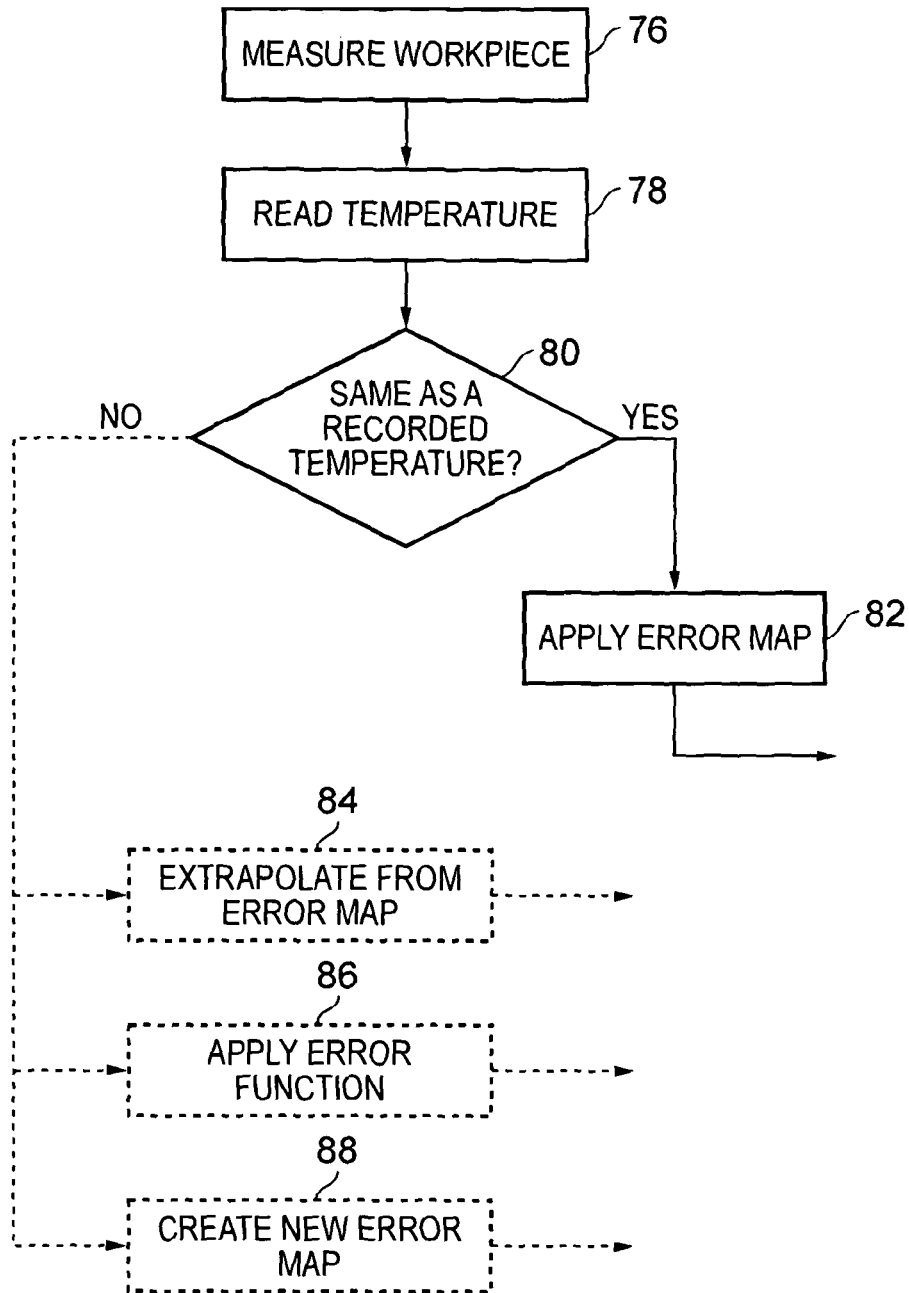 MEASURE WORKPIECE
76
READ TEMPERATURE
78
80
SAME AS A
RECORDED
TEMPERATURE?
NO
YES
APPLY ERROR MAP
82
84
EXTRAPOLATE FROM
ERROR MAP
86
APPLY ERROR
FUNCTION
88
CREATE NEW ERROR
MAP